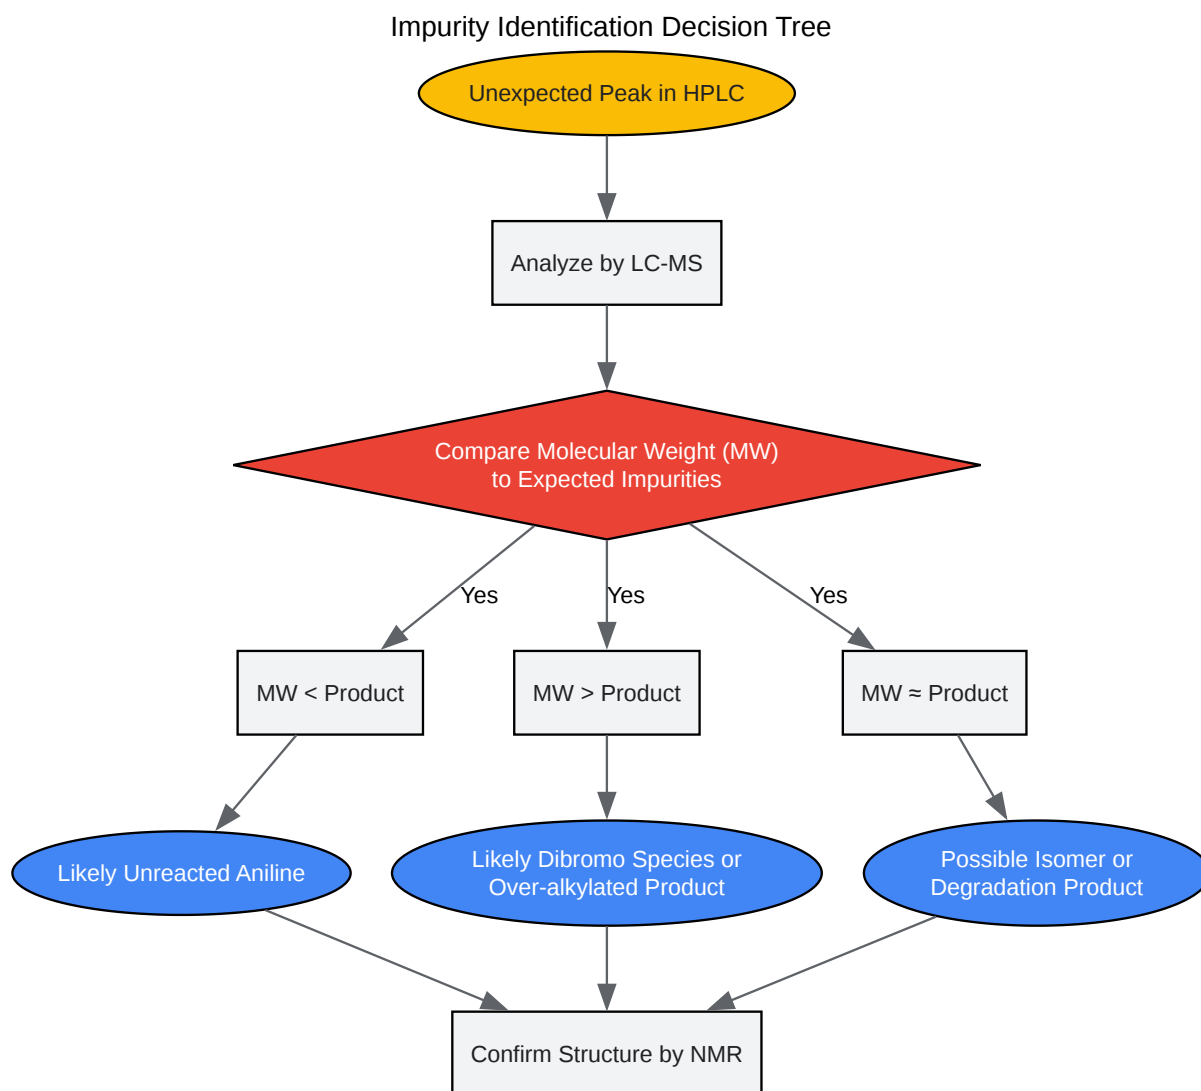 Impurity Identification Decision Tree
Unexpected Peak in HPLC
Analyze by LC-MS
Compare Molecular Weight (MW)
to Expected Impurities
Yes
Yes
Yes
MW < Product
MW > Product
MW ≈ Product
Likely Unreacted Aniline
Likely Dibromo Species or
Over-alkylated Product
Possible Isomer or
Degradation Product
Confirm Structure by NMR